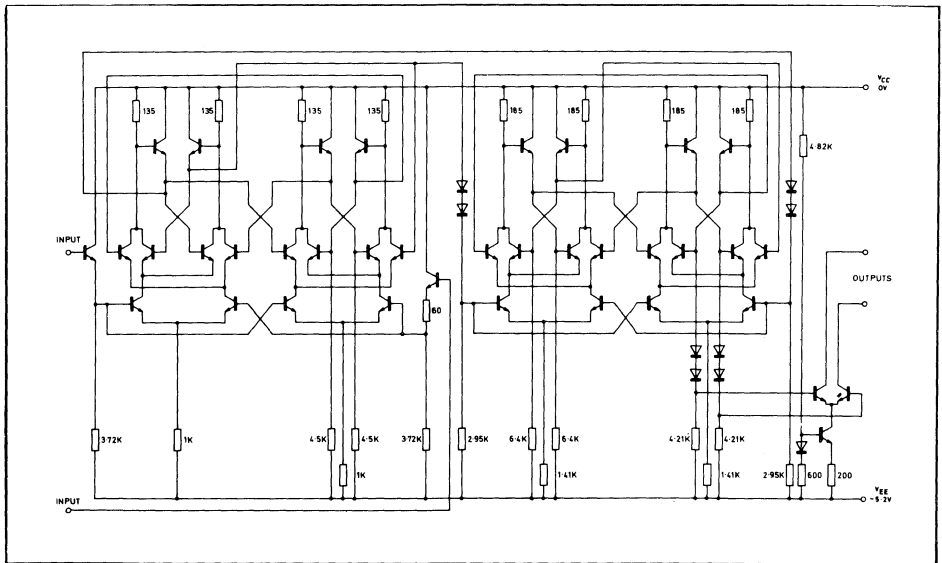 VCC
0V
135
135
135
135
185
185
185
185
4·82K
INPUT
OUTPUTS
60
3·72K
1K
4·5K
4·5K
3·72K
2·95K
6·4K
6·4K
4·21K
4·21K
1K
1·41K
1·41K
2·95K
600
200
VEE
-5·2V
INPUT